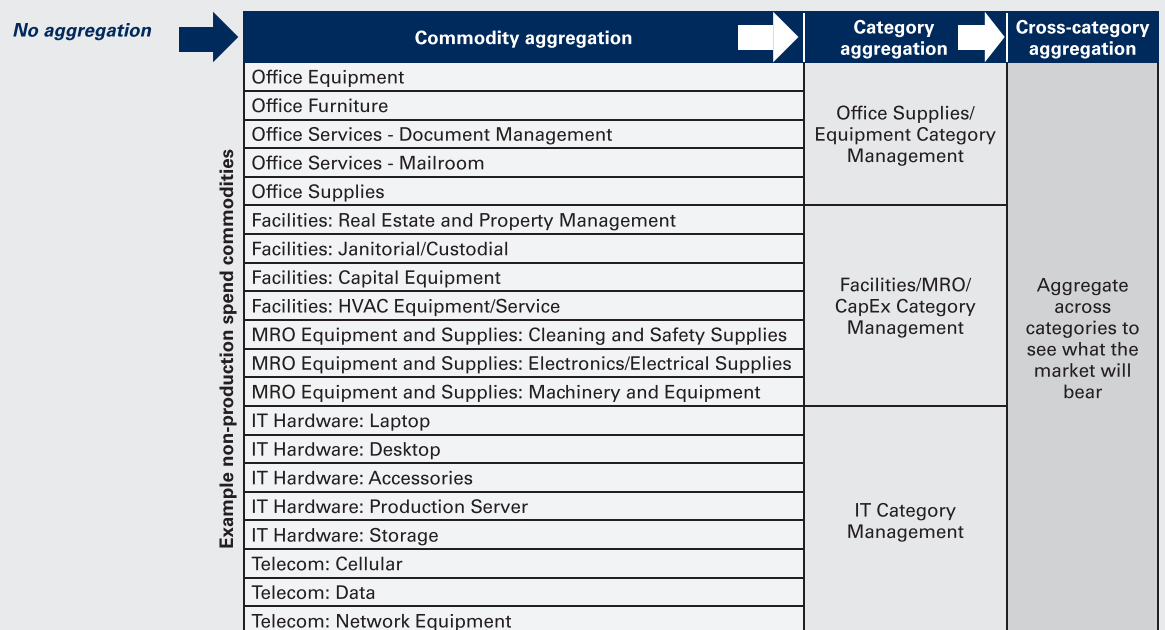 No aggregation
Commodity aggregation
Category
aggregation
Cross-category
aggregation
Example non-production spend commodities
Office Equipment
Office Furniture
Office Services - Document Management
Office Services - Mailroom
Office Supplies
Office Supplies/
Equipment Category
Management
Facilities: Real Estate and Property Management
Facilities: Janitorial/Custodial
Facilities: Capital Equipment
Facilities: HVAC Equipment/Service
MRO Equipment and Supplies: Cleaning and Safety Supplies
MRO Equipment and Supplies: Electronics/Electrical Supplies
MRO Equipment and Supplies: Machinery and Equipment
Facilities/MRO/
CapEx Category
Management
IT Hardware: Laptop
IT Hardware: Desktop
IT Hardware: Accessories
IT Hardware: Production Server
IT Hardware: Storage
Telecom: Cellular
Telecom: Data
Telecom: Network Equipment
IT Category
Management
Aggregate
across
categories to
see what the
market will
bear